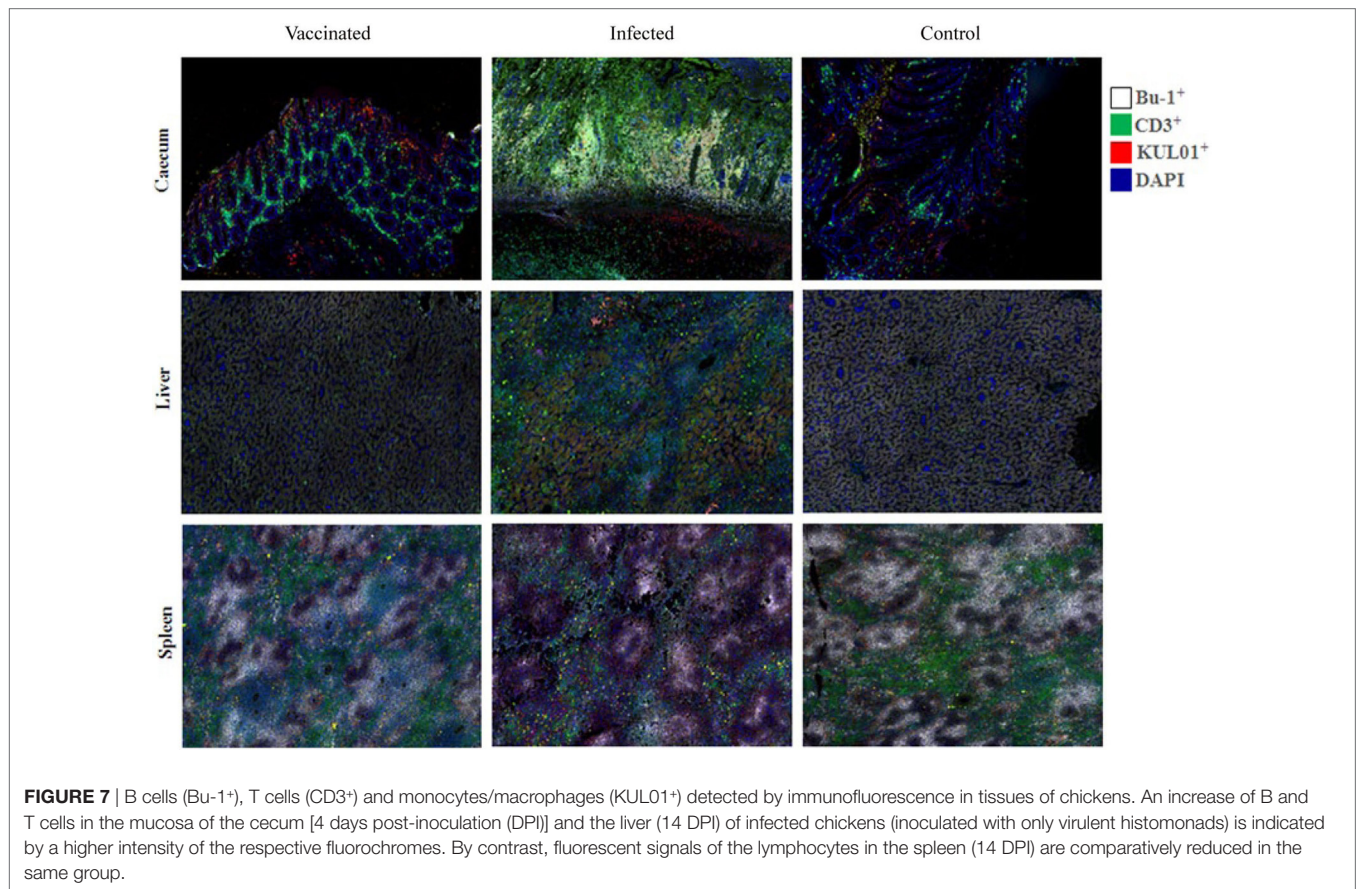 Vaccinated Infected Control
Bu-1⁺
CD3⁺
KUL01⁺
DAPI
Caecum
Liver
Spleen
FIGURE 7 | B cells (Bu-1⁺), T cells (CD3⁺) and monocytes/macrophages (KUL01⁺) detected by immunofluorescence in tissues of chickens. An increase of B and
T cells in the mucosa of the cecum [4 days post-inoculation (DPI)] and the liver (14 DPI) of infected chickens (inoculated with only virulent histomonads) is indicated
by a higher intensity of the respective fluorochromes. By contrast, fluorescent signals of the lymphocytes in the spleen (14 DPI) are comparatively reduced in the
same group.